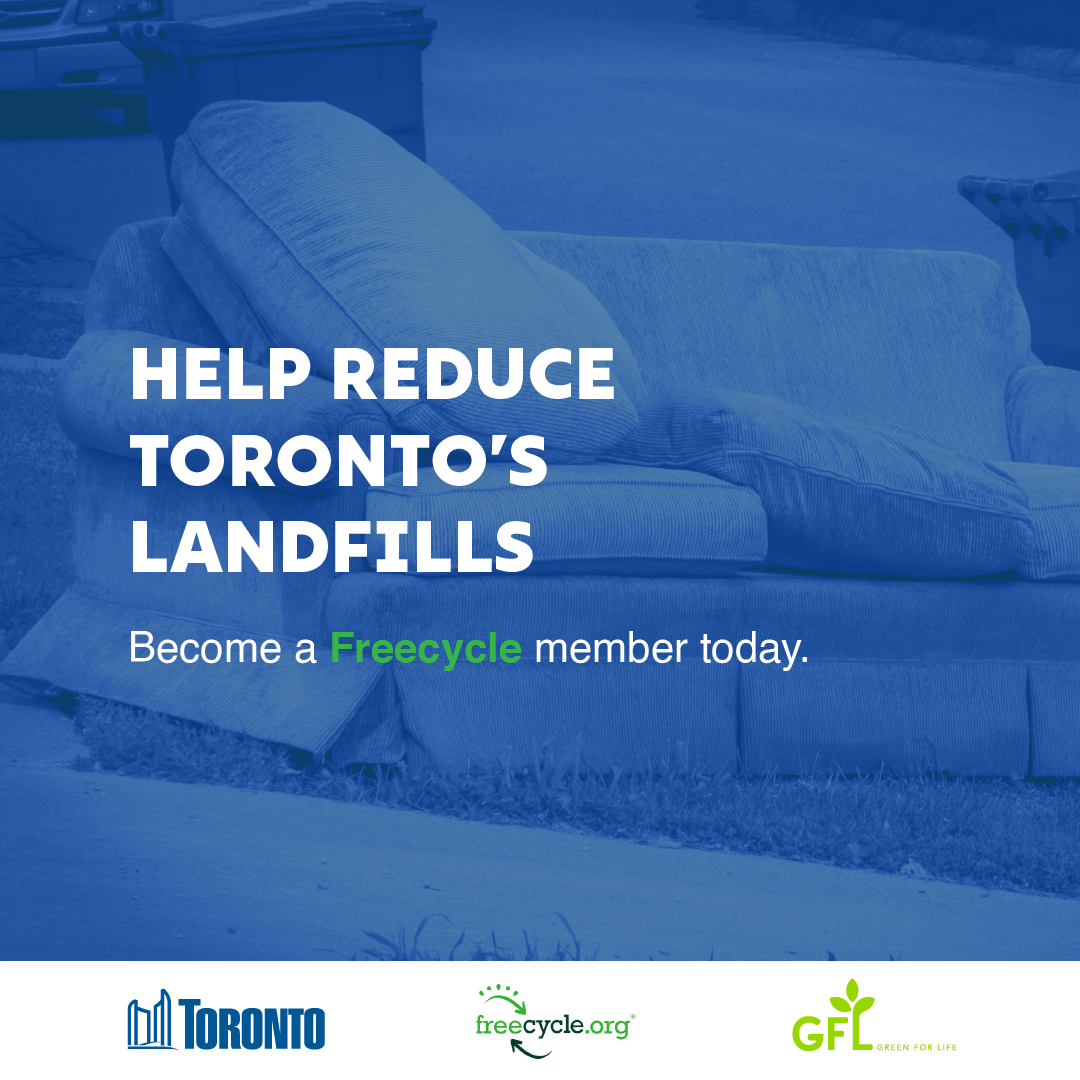 HELP REDUCE
TORONTO'S
LANDFILLS
Become a Freecycle member today.
TORONTO
freecycle.org®
GFL GREEN FOR LIFE